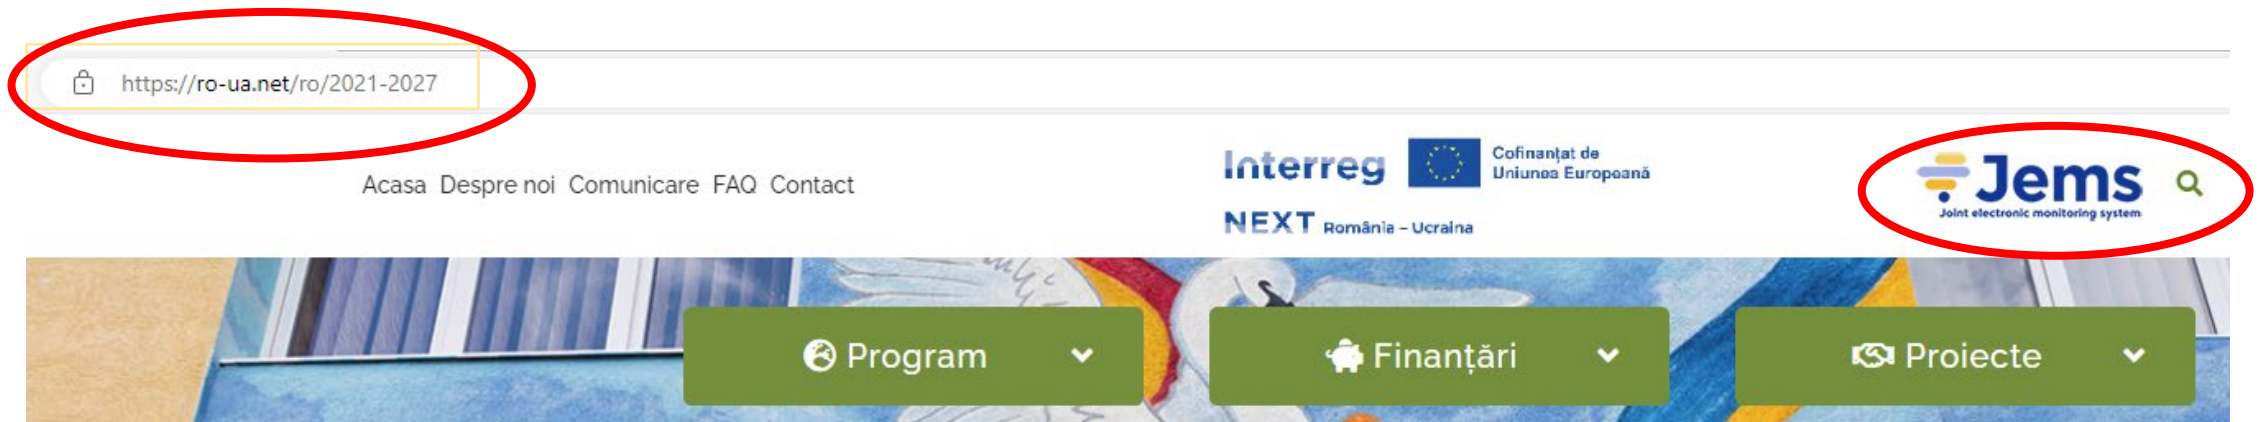 https://ro-ua.net/ro/2021-2027
Acasa Despre noi Comunicare FAQ Contact
Interreg
Cofinanțat de
Uniunea Europeană
NEXT România – Ucraina
Jems
Joint electronic monitoring system
Program
Finanțări
Proiecte